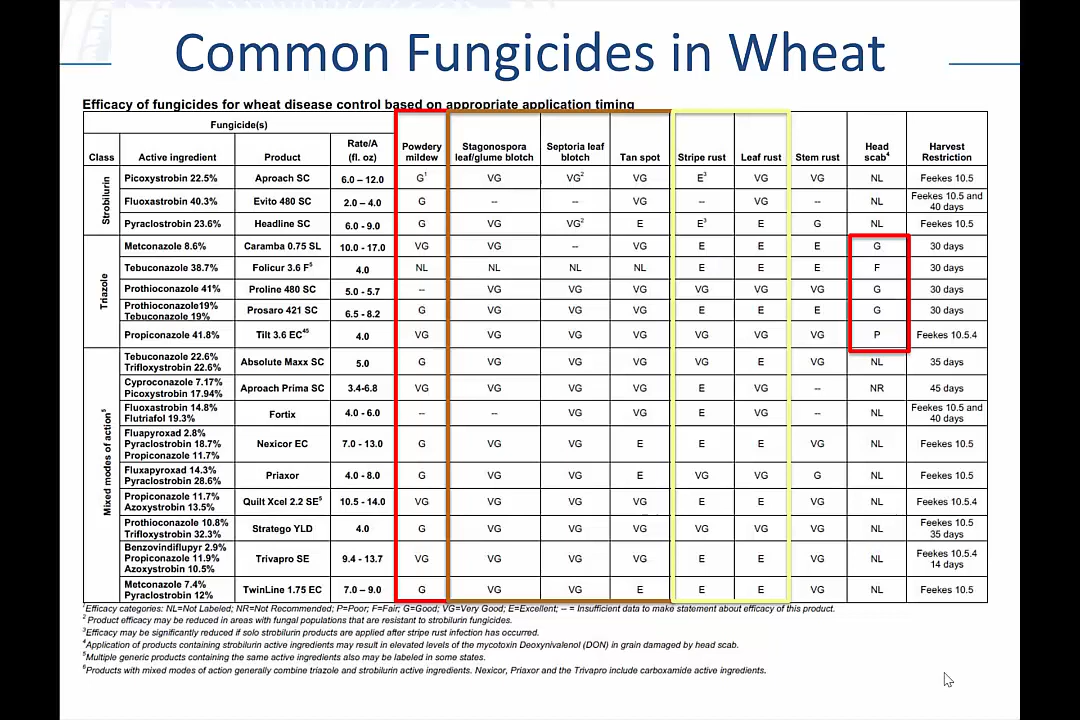 Common Fungicides in Wheat
Efficacy of fungicides for wheat disease control based on appropriate application timing
Fungicide(s)
Class Active ingredient Product Rate/A (fl. oz) Powdery mildew Stagonospora leaf/glume blotch Septoria leaf blotch Tan spot Stripe rust Leaf rust Stem rust Head scab4 Harvest Restriction
Strobilurin
Picoxystrobin 22.5% Aproach SC 6.0 – 12.0 G1 VG VG2 VG E3 VG VG NL Feekes 10.5
Fluoxastrobin 40.3% Evito 480 SC 2.0 – 4.0 G -- -- VG -- VG -- NL Feekes 10.5 and 40 days
Pyraclostrobin 23.6% Headline SC 6.0 - 9.0 G VG VG2 E E3 E G NL Feekes 10.5
Triazole
Metconazole 8.6% Caramba 0.75 SL 10.0 - 17.0 VG VG -- VG E E E G 30 days
Tebuconazole 38.7% Folicur 3.6 F5 4.0 NL NL NL NL E E E F 30 days
Prothioconazole 41% Proline 480 SC 5.0 - 5.7 -- VG VG VG VG VG VG G 30 days
Prothioconazole19% Tebuconazole 19% Prosaro 421 SC 6.5 - 8.2 G VG VG VG E E E G 30 days
Propiconazole 41.8% Tilt 3.6 EC45 4.0 VG VG VG VG VG VG VG P Feekes 10.5.4
Mixed modes of action5
Tebuconazole 22.6% Trifloxystrobin 22.6% Absolute Maxx SC 5.0 G VG VG VG VG E VG NL 35 days
Cyproconazole 7.17% Picoxystrobin 17.94% Aproach Prima SC 3.4-6.8 VG VG VG VG E VG -- NR 45 days
Fluoxastrobin 14.8% Flutriafol 19.3% Fortix 4.0 - 6.0 -- -- VG VG E VG -- NL Feekes 10.5 and 40 days
Fluapyroxad 2.8% Pyraclostrobin 18.7% Propiconazole 11.7% Nexicor EC 7.0 - 13.0 G VG VG E E E VG NL Feekes 10.5
Fluxapyroxad 14.3% Pyraclostrobin 28.6% Priaxor 4.0 - 8.0 G VG VG E VG VG G NL Feekes 10.5
Propiconazole 11.7% Azoxystrobin 13.5% Quilt Xcel 2.2 SE5 10.5 - 14.0 VG VG VG VG E E VG NL Feekes 10.5.4
Prothioconazole 10.8% Trifloxystrobin 32.3% Stratego YLD 4.0 G VG VG VG VG VG VG NL Feekes 10.5 35 days
Benzovindiflupyr 2.9% Propiconazole 11.9% Azoxystrobin 10.5% Trivapro SE 9.4 - 13.7 VG VG VG VG E E VG NL Feekes 10.5.4 14 days
Metconazole 7.4% Pyraclostrobin 12% TwinLine 1.75 EC 7.0 – 9.0 G VG VG E E E VG NL Feekes 10.5
1Efficacy categories: NL=Not Labeled; NR=Not Recommended; P=Poor; F=Fair; G=Good; VG=Very Good; E=Excellent; -- = Insufficient data to make statement about efficacy of this product.
2 Product efficacy may be reduced in areas with fungal populations that are resistant to strobilurin fungicides.
3Efficacy may be significantly reduced if solo strobilurin products are applied after stripe rust infection has occurred.
4Application of products containing strobilurin active ingredients may result in elevated levels of the mycotoxin Deoxynivalenol (DON) in grain damaged by head scab.
5Multiple generic products containing the same active ingredients also may be labeled in some states.
6Products with mixed modes of action generally combine triazole and strobilurin active ingredients. Nexicor, Priaxor and the Trivapro include carboxamide active ingredients.